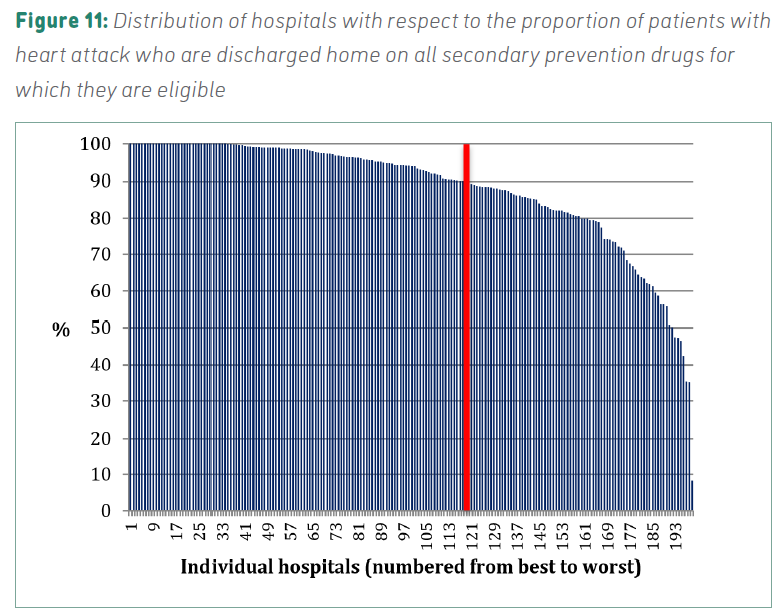 Figure 11: Distribution of hospitals with respect to the proportion of patients with
heart attack who are discharged home on all secondary prevention drugs for
which they are eligible
100
90
80
70
60
%
50
40
30
20
10
0
1 9 17 25 33 41 49 57 65 73 81 89 97 105 113 121 129 137 145 153 161 169 177 185 193
Individual hospitals (numbered from best to worst)